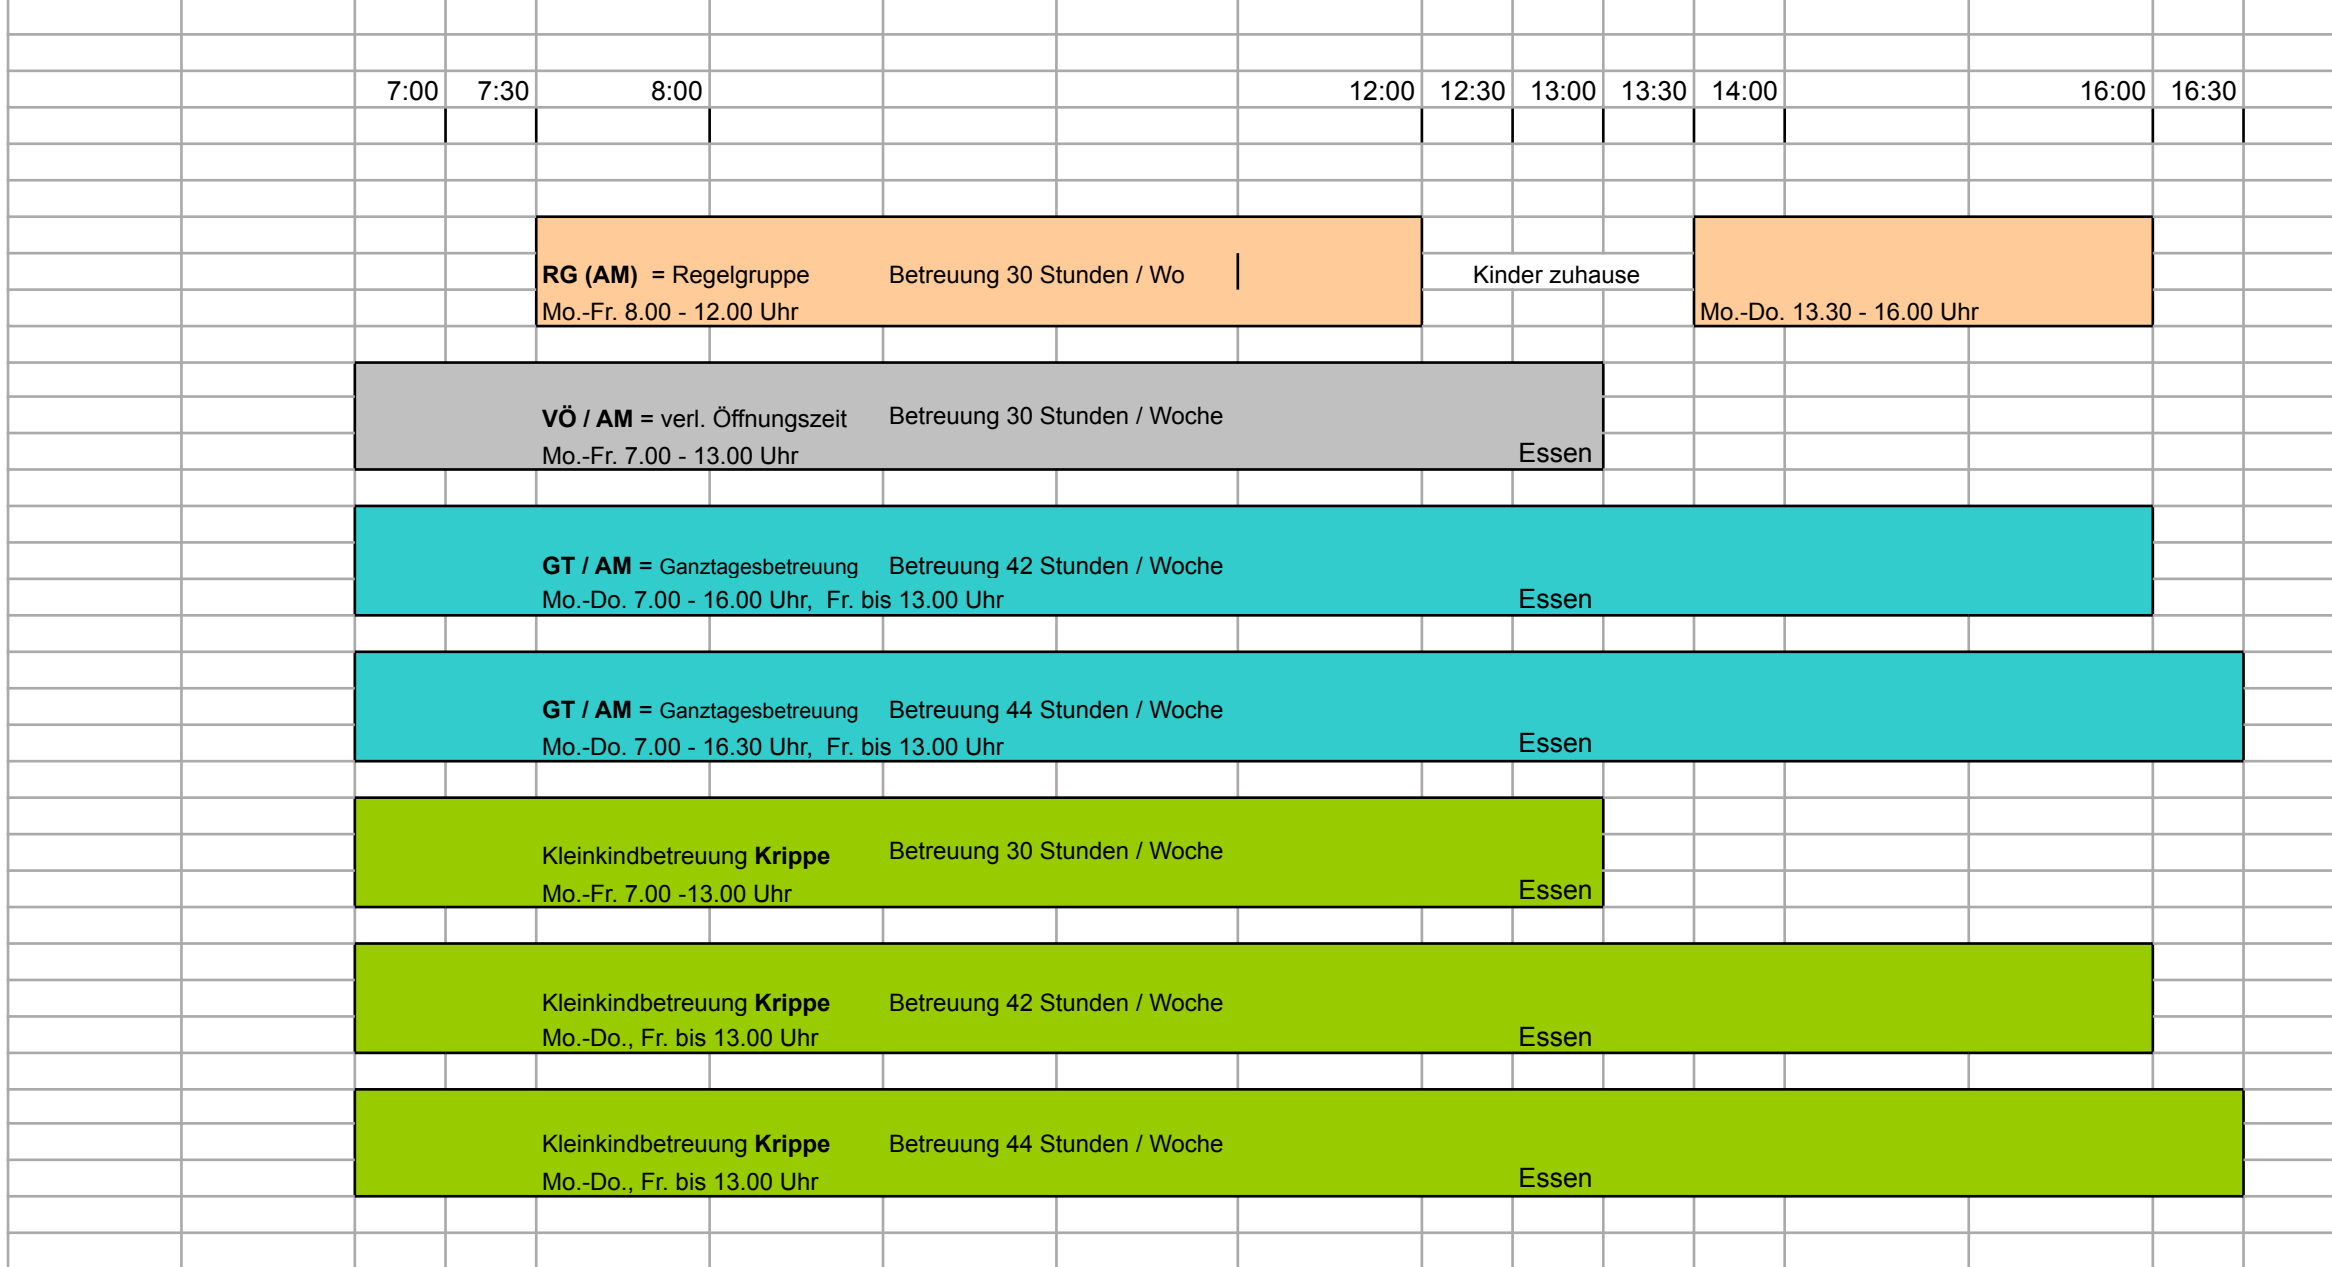 7:00 7:30 8:00 12:00 12:30 13:00 13:30 14:00 16:00 16:30
RG (AM) = Regelgruppe Betreuung 30 Stunden / Wo Kinder zuhause
Mo.-Fr. 8.00 - 12.00 Uhr Mo.-Do. 13.30 - 16.00 Uhr
VÖ / AM = verl. Öffnungszeit Betreuung 30 Stunden / Woche
Mo.-Fr. 7.00 - 13.00 Uhr Essen
GT / AM = Ganztagesbetreuung Betreuung 42 Stunden / Woche
Mo.-Do. 7.00 - 16.00 Uhr, Fr. bis 13.00 Uhr Essen
GT / AM = Ganztagesbetreuung Betreuung 44 Stunden / Woche
Mo.-Do. 7.00 - 16.30 Uhr, Fr. bis 13.00 Uhr Essen
Kleinkindbetreuung Krippe Betreuung 30 Stunden / Woche
Mo.-Fr. 7.00 -13.00 Uhr Essen
Kleinkindbetreuung Krippe Betreuung 42 Stunden / Woche
Mo.-Do., Fr. bis 13.00 Uhr Essen
Kleinkindbetreuung Krippe Betreuung 44 Stunden / Woche
Mo.-Do., Fr. bis 13.00 Uhr Essen